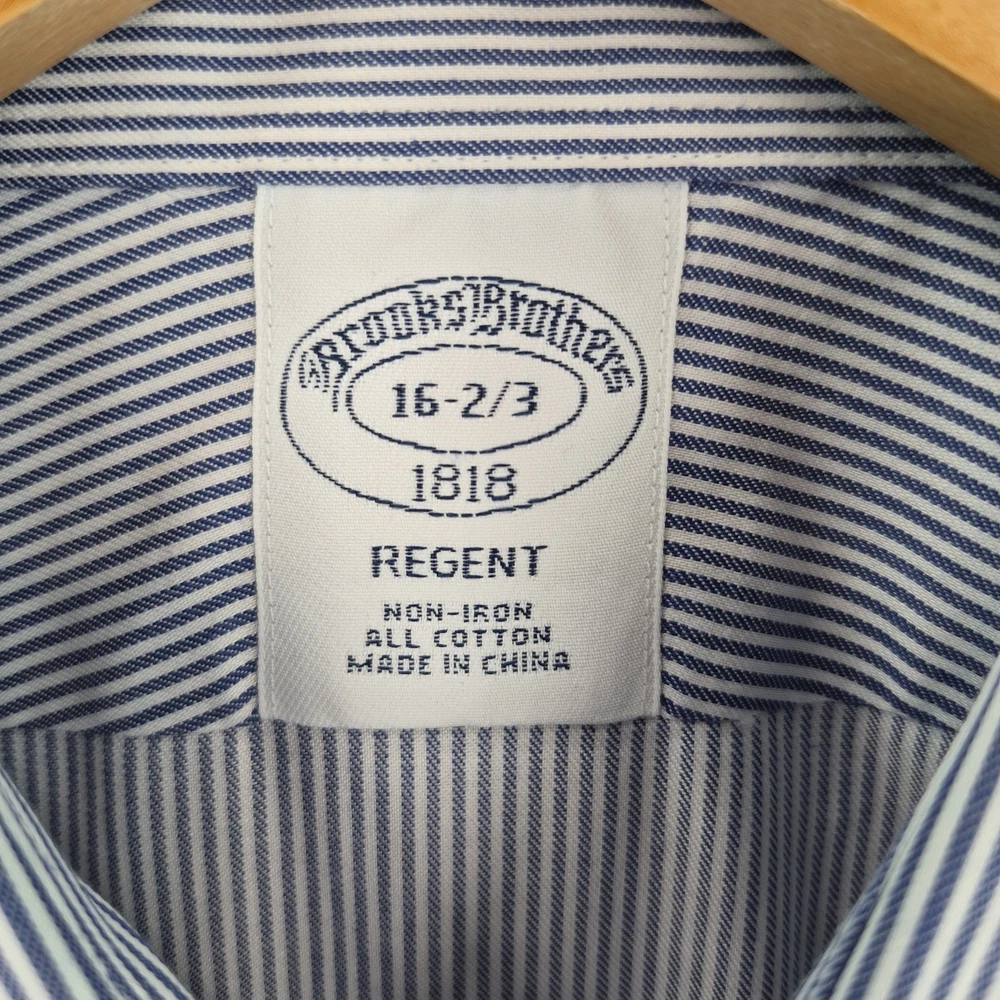 Brooks Brothers
16-2/3
1818
REGENT
NON-IRON
ALL COTTON
MADE IN CHINA